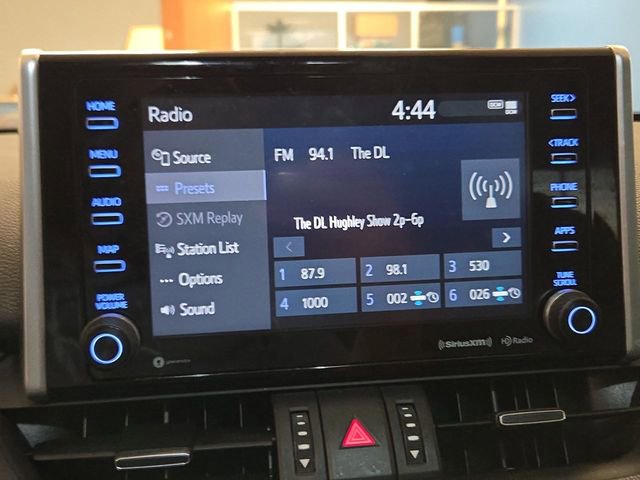 HOME
MENU
AUDIO
MAP
POWER
VOLUME
Radio
4:44
DCM
DCM
Source
Presets
SXM Replay
Station List
Options
Sound
FM 94.1 The DL
The DL Hughley Show 2p-6p
1 87.9
2 98.1
3 530
4 1000
5 002
6 026
SEEK>
<TRACK
PHONE
APPS
TUNE
SCROLL
SiriusXM
HD Radio